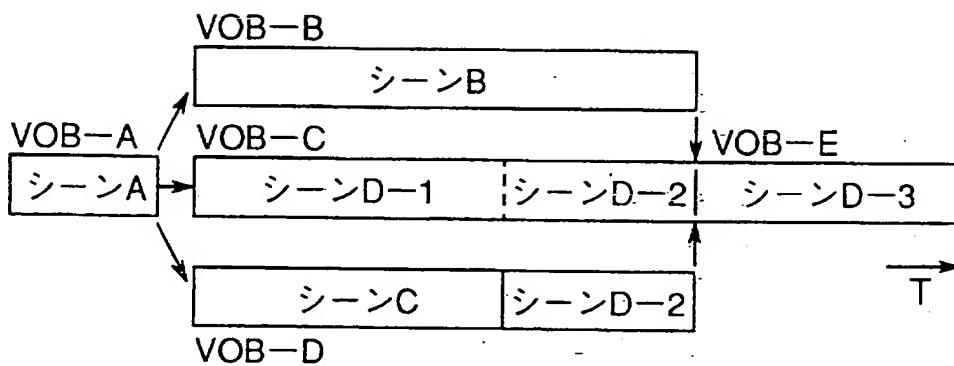 VOB—B
シーンB
VOB—A
VOB—C
VOB—E
シーンA
シーンD—1
シーンD—2
シーンD—3
シーンC
シーンD—2
T
VOB—D